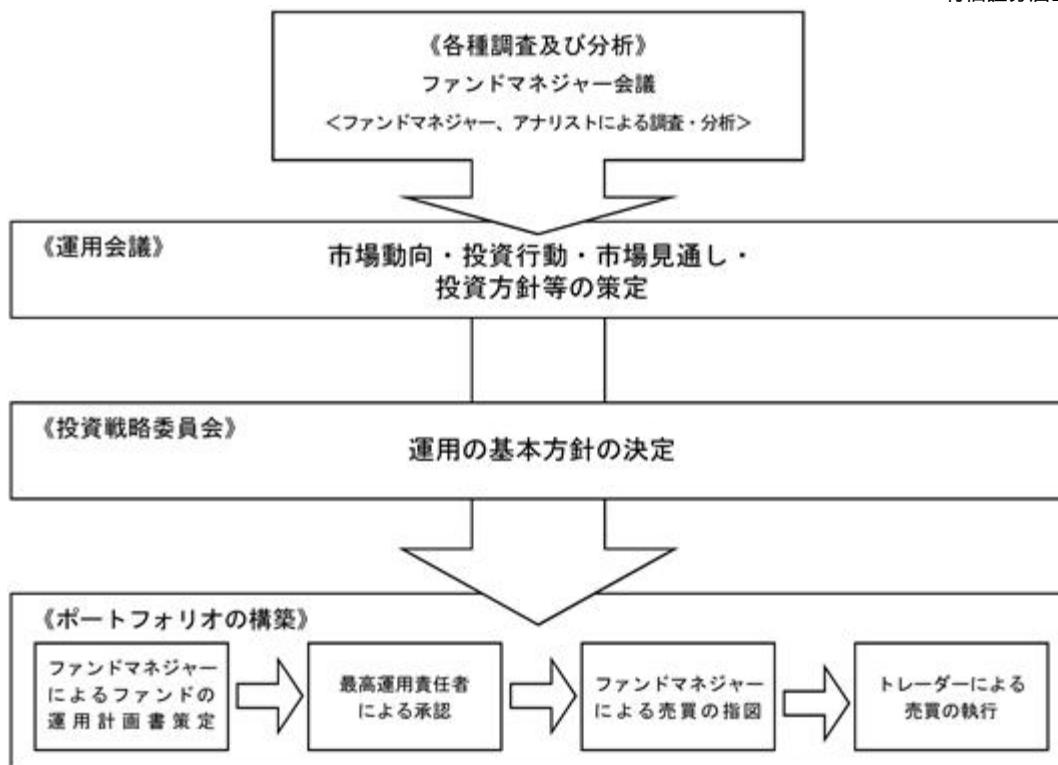 《各種調査及び分析》
ファンドマネジャー会議
＜ファンドマネジャー、アナリストによる調査・分析＞
《運用会議》
市場動向・投資行動・市場見通し・
投資方針等の策定
《投資戦略委員会》
運用の基本方針の決定
《ポートフォリオの構築》
ファンドマネジャー
によるファンドの
運用計画書策定
最高運用責任者
による承認
ファンドマネジャー
による売買の指図
トレーダーによる
売買の執行